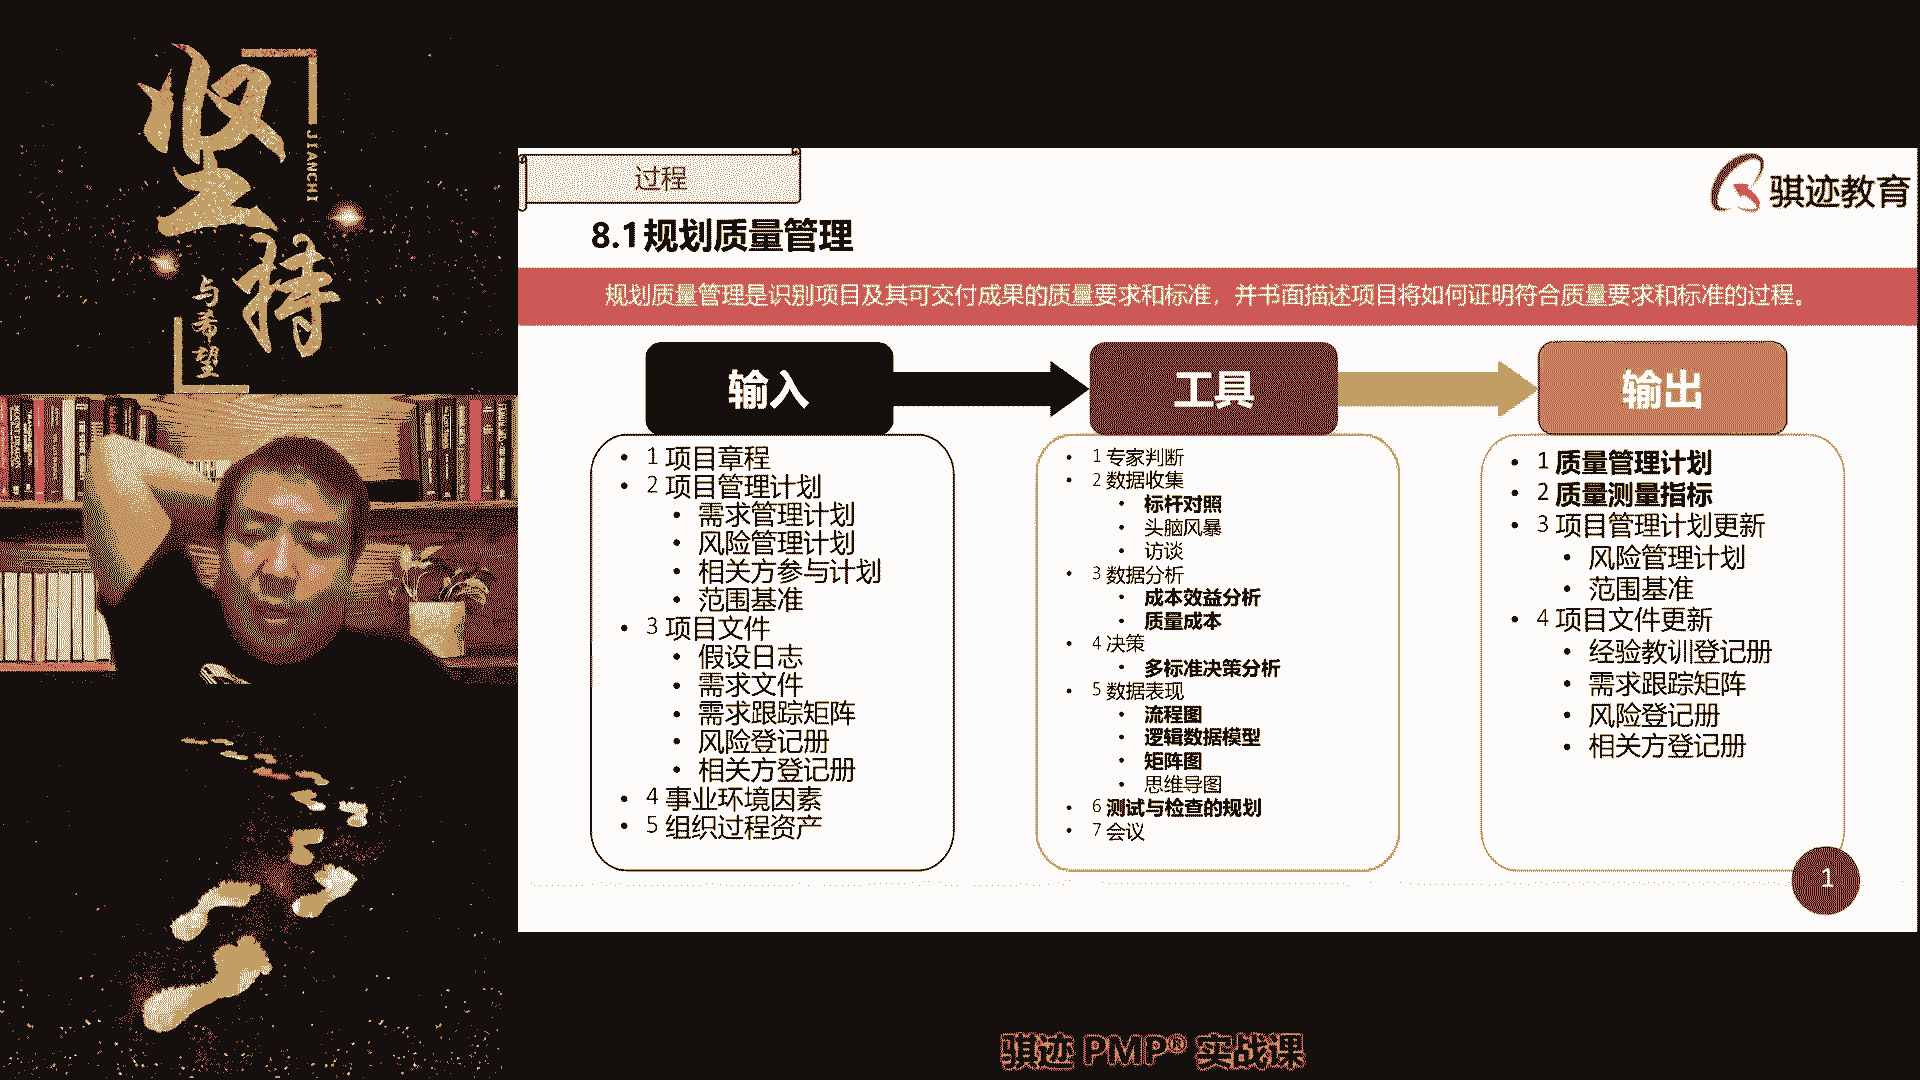 坚持
JIANCHI
与希望
过程
骐迹教育
8.1规划质量管理
规划质量管理是识别项目及其可交付成果的质量要求和标准，并书面描述项目将如何证明符合质量要求和标准的过程。
输入
• 1 项目章程
• 2 项目管理计划
• 需求管理计划
• 风险管理计划
• 相关方参与计划
• 范围基准
• 3 项目文件
• 假设日志
• 需求文件
• 需求跟踪矩阵
• 风险登记册
• 相关方登记册
• 4 事业环境因素
• 5 组织过程资产
工具
• 1 专家判断
• 2 数据收集
• 标杆对照
• 头脑风暴
• 访谈
• 3 数据分析
• 成本效益分析
• 质量成本
• 4 决策
• 多标准决策分析
• 5 数据表现
• 流程图
• 逻辑数据模型
• 矩阵图
• 思维导图
• 6 测试与检查的规划
• 7 会议
输出
• 1 质量管理计划
• 2 质量测量指标
• 3 项目管理计划更新
• 风险管理计划
• 范围基准
• 4 项目文件更新
• 经验教训登记册
• 需求跟踪矩阵
• 风险登记册
• 相关方登记册
1
骐迹 PMP® 实战课